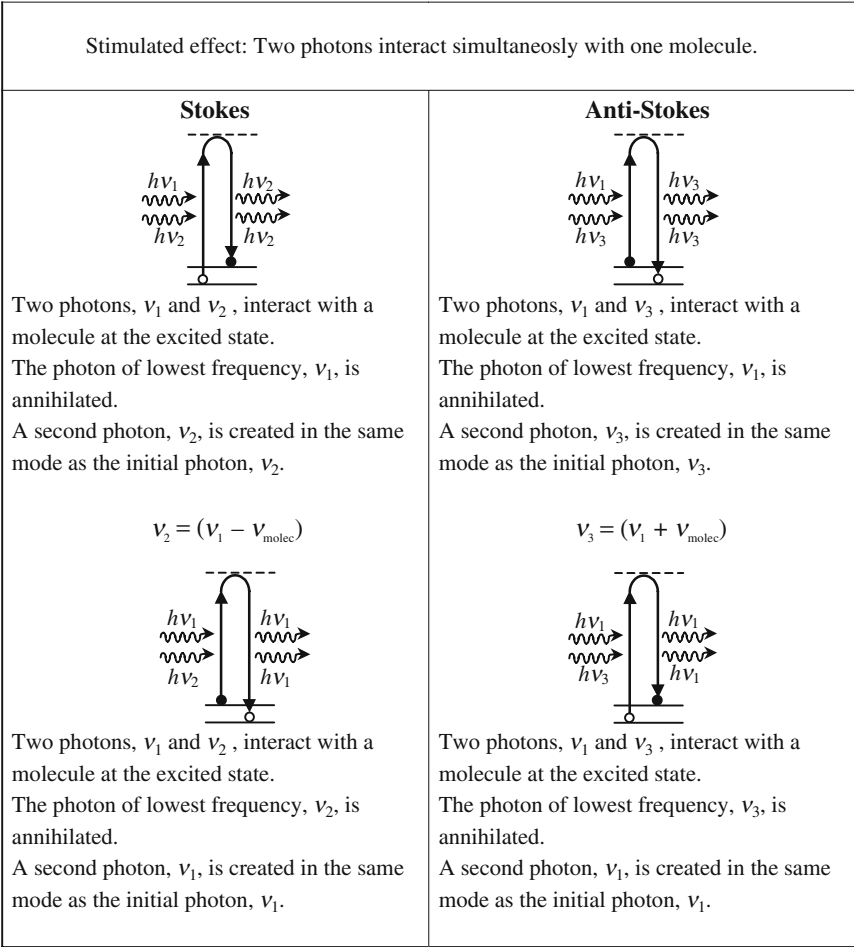 Stimulated effect: Two photons interact simultaneosly with one molecule.
Stokes
hν₁ hν₂
hν₂ hν₂
Two photons, ν₁ and ν₂ , interact with a
molecule at the excited state.
The photon of lowest frequency, ν₁, is
annihilated.
A second photon, ν₂, is created in the same
mode as the initial photon, ν₂.
ν₂ = (ν₁ – ν_molec)
hν₁ hν₁
hν₂ hν₁
Two photons, ν₁ and ν₂ , interact with a
molecule at the excited state.
The photon of lowest frequency, ν₂, is
annihilated.
A second photon, ν₁, is created in the same
mode as the initial photon, ν₁.
Anti-Stokes
hν₁ hν₃
hν₃ hν₃
Two photons, ν₁ and ν₃ , interact with a
molecule at the excited state.
The photon of lowest frequency, ν₁, is
annihilated.
A second photon, ν₃, is created in the same
mode as the initial photon, ν₃.
ν₃ = (ν₁ + ν_molec)
hν₁ hν₁
hν₃ hν₁
Two photons, ν₁ and ν₃ , interact with a
molecule at the excited state.
The photon of lowest frequency, ν₃, is
annihilated.
A second photon, ν₁, is created in the same
mode as the initial photon, ν₁.